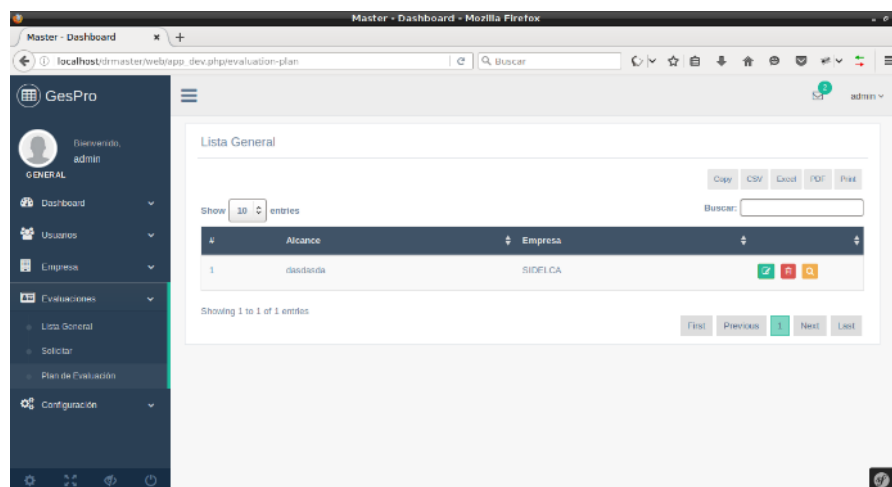 Master - Dashboard - Mozilla Firefox
Master - Dashboard × +
localhost/drmaster/web/app_dev.php/evaluation-plan
Buscar
GesPro
2
admin
Bienvenido,
admin
GENERAL
Dashboard
Usuarios
Empresa
Evaluaciones
Lista General
Solicitar
Plan de Evaluación
Configuración
Lista General
Copy CSV Excel PDF Print
Show 10 entries
Buscar:
# Alcance Empresa
1 dasdasda SIDELCA
Showing 1 to 1 of 1 entries
First Previous 1 Next Last
sf